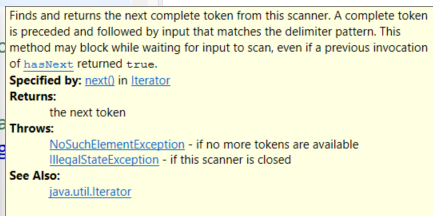 Finds and returns the next complete token from this scanner. A complete token
is preceded and followed by input that matches the delimiter pattern. This
method may block while waiting for input to scan, even if a previous invocation
of hasNext returned true.
Specified by: next() in Iterator
Returns:
the next token
Throws:
NoSuchElementException - if no more tokens are available
IllegalStateException - if this scanner is closed
See Also:
java.util.Iterator